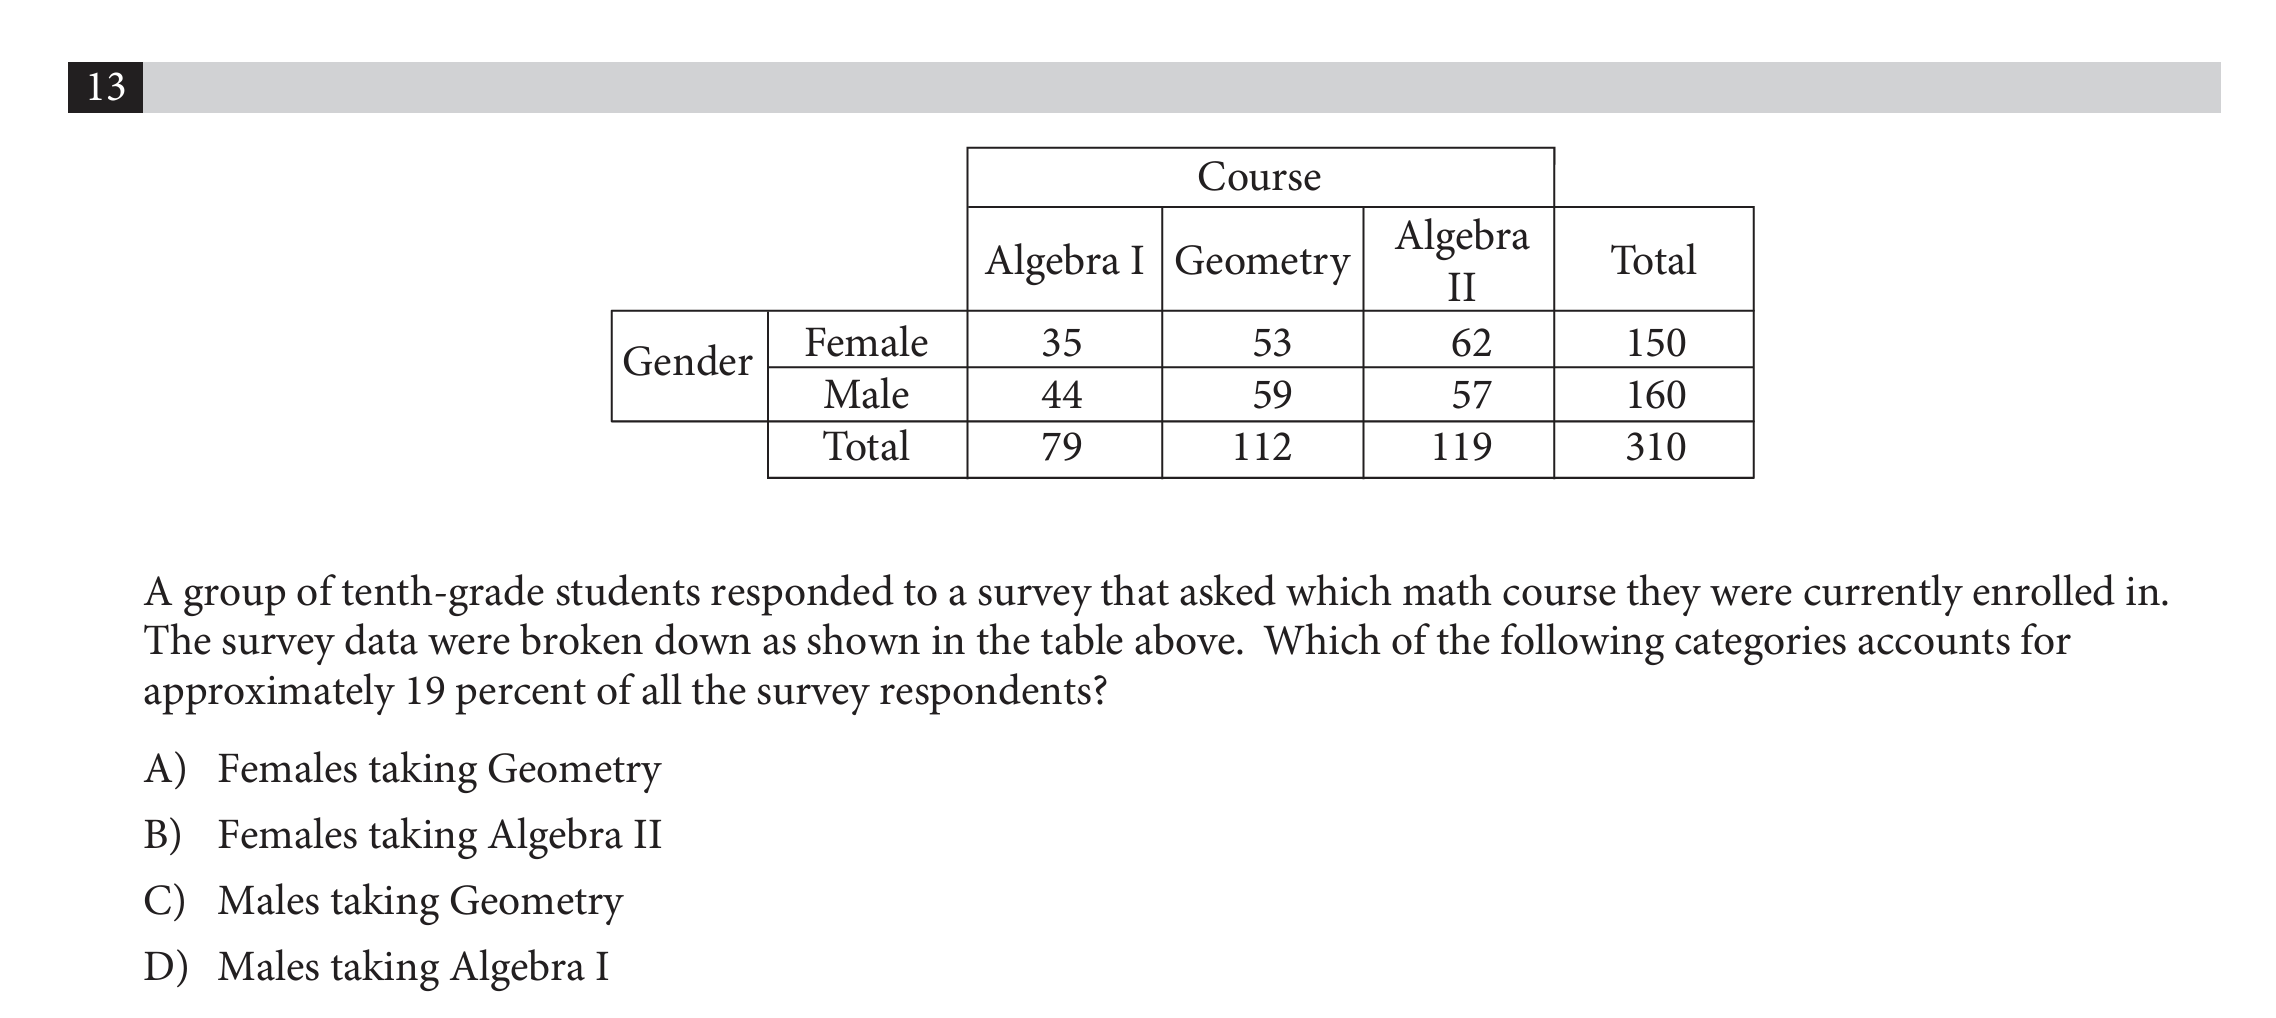 13
Course
Algebra I Geometry Algebra II Total
Gender Female 35 53 62 150
Male 44 59 57 160
Total 79 112 119 310
A group of tenth-grade students responded to a survey that asked which math course they were currently enrolled in.
The survey data were broken down as shown in the table above. Which of the following categories accounts for
approximately 19 percent of all the survey respondents?
A) Females taking Geometry
B) Females taking Algebra II
C) Males taking Geometry
D) Males taking Algebra I